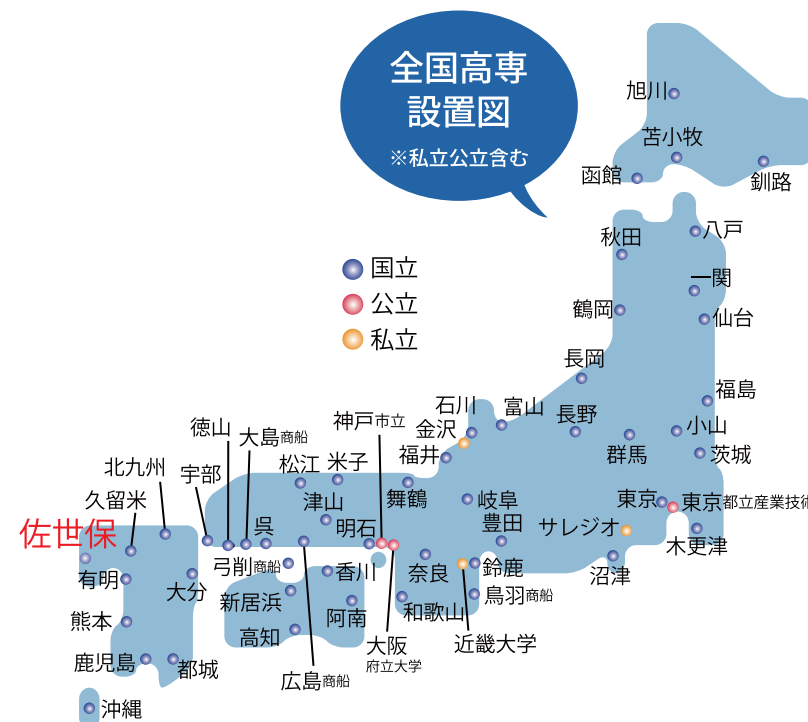 全国高専
設置図
※私立公立含む
国立
公立
私立
旭川
苫小牧
函館
釧路
八戸
秋田
一関
鶴岡
仙台
長岡
福島
石川
富山
金沢
長野
小山
福井
群馬
茨城
神戸市立
大島商船
徳山
北九州
宇部
松江
米子
舞鶴
岐阜
東京
東京都立産業技術
久留米
津山
佐世保
呉
明石
豊田
サレジオ
木更津
有明
弓削商船
香川
奈良
鈴鹿
沼津
大分
新居浜
阿南
和歌山
鳥羽商船
熊本
高知
大阪
府立大学
近畿大学
鹿児島
都城
広島商船
沖縄